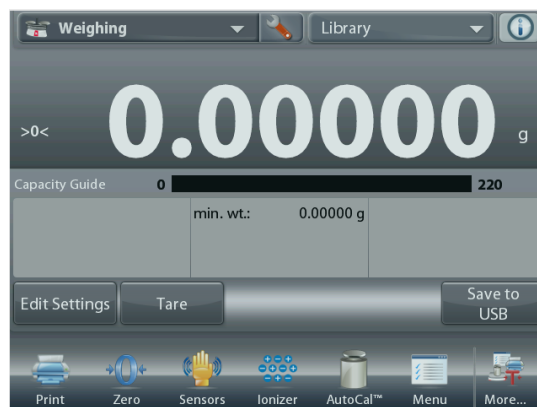 Weighing Library
>0< 0.00000 g
Capacity Guide 0 220
min. wt.: 0.00000 g
Edit Settings Tare Save to
USB
Print Zero Sensors Ionizer AutoCal™ Menu More...